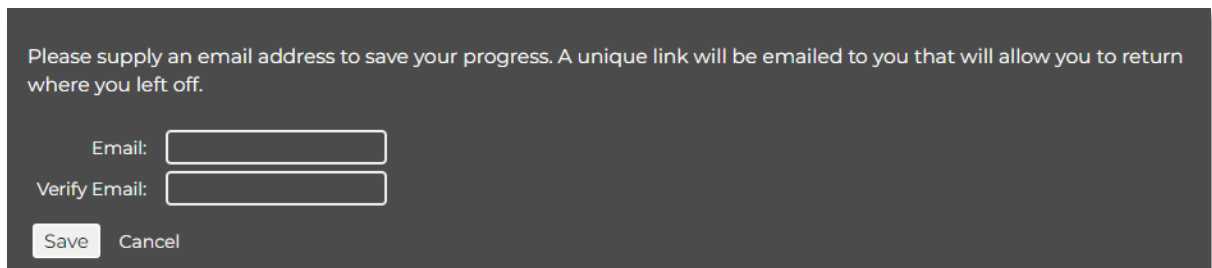 Please supply an email address to save your progress. A unique link will be emailed to you that will allow you to return
where you left off.
Email:
Verify Email:
Save Cancel